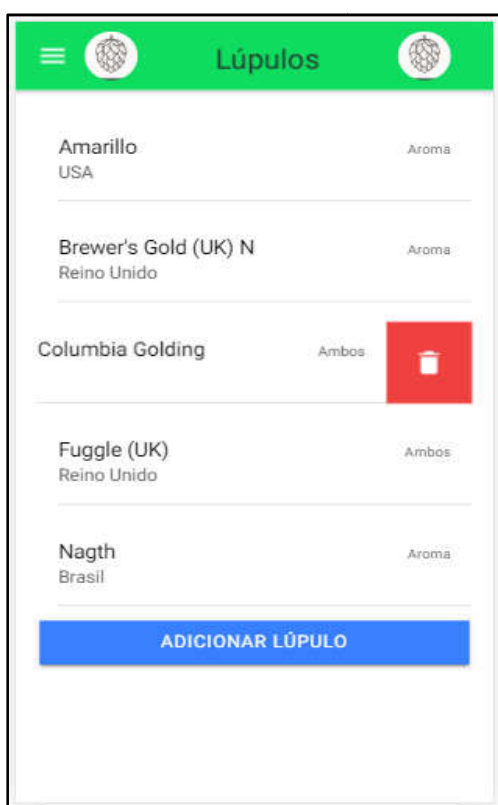 Lúpulos
Amarillo
Aroma
USA
Brewer's Gold (UK) N
Aroma
Reino Unido
Columbia Golding
Ambos
Fuggle (UK)
Ambos
Reino Unido
Nagth
Aroma
Brasil
ADICIONAR LÚPULO